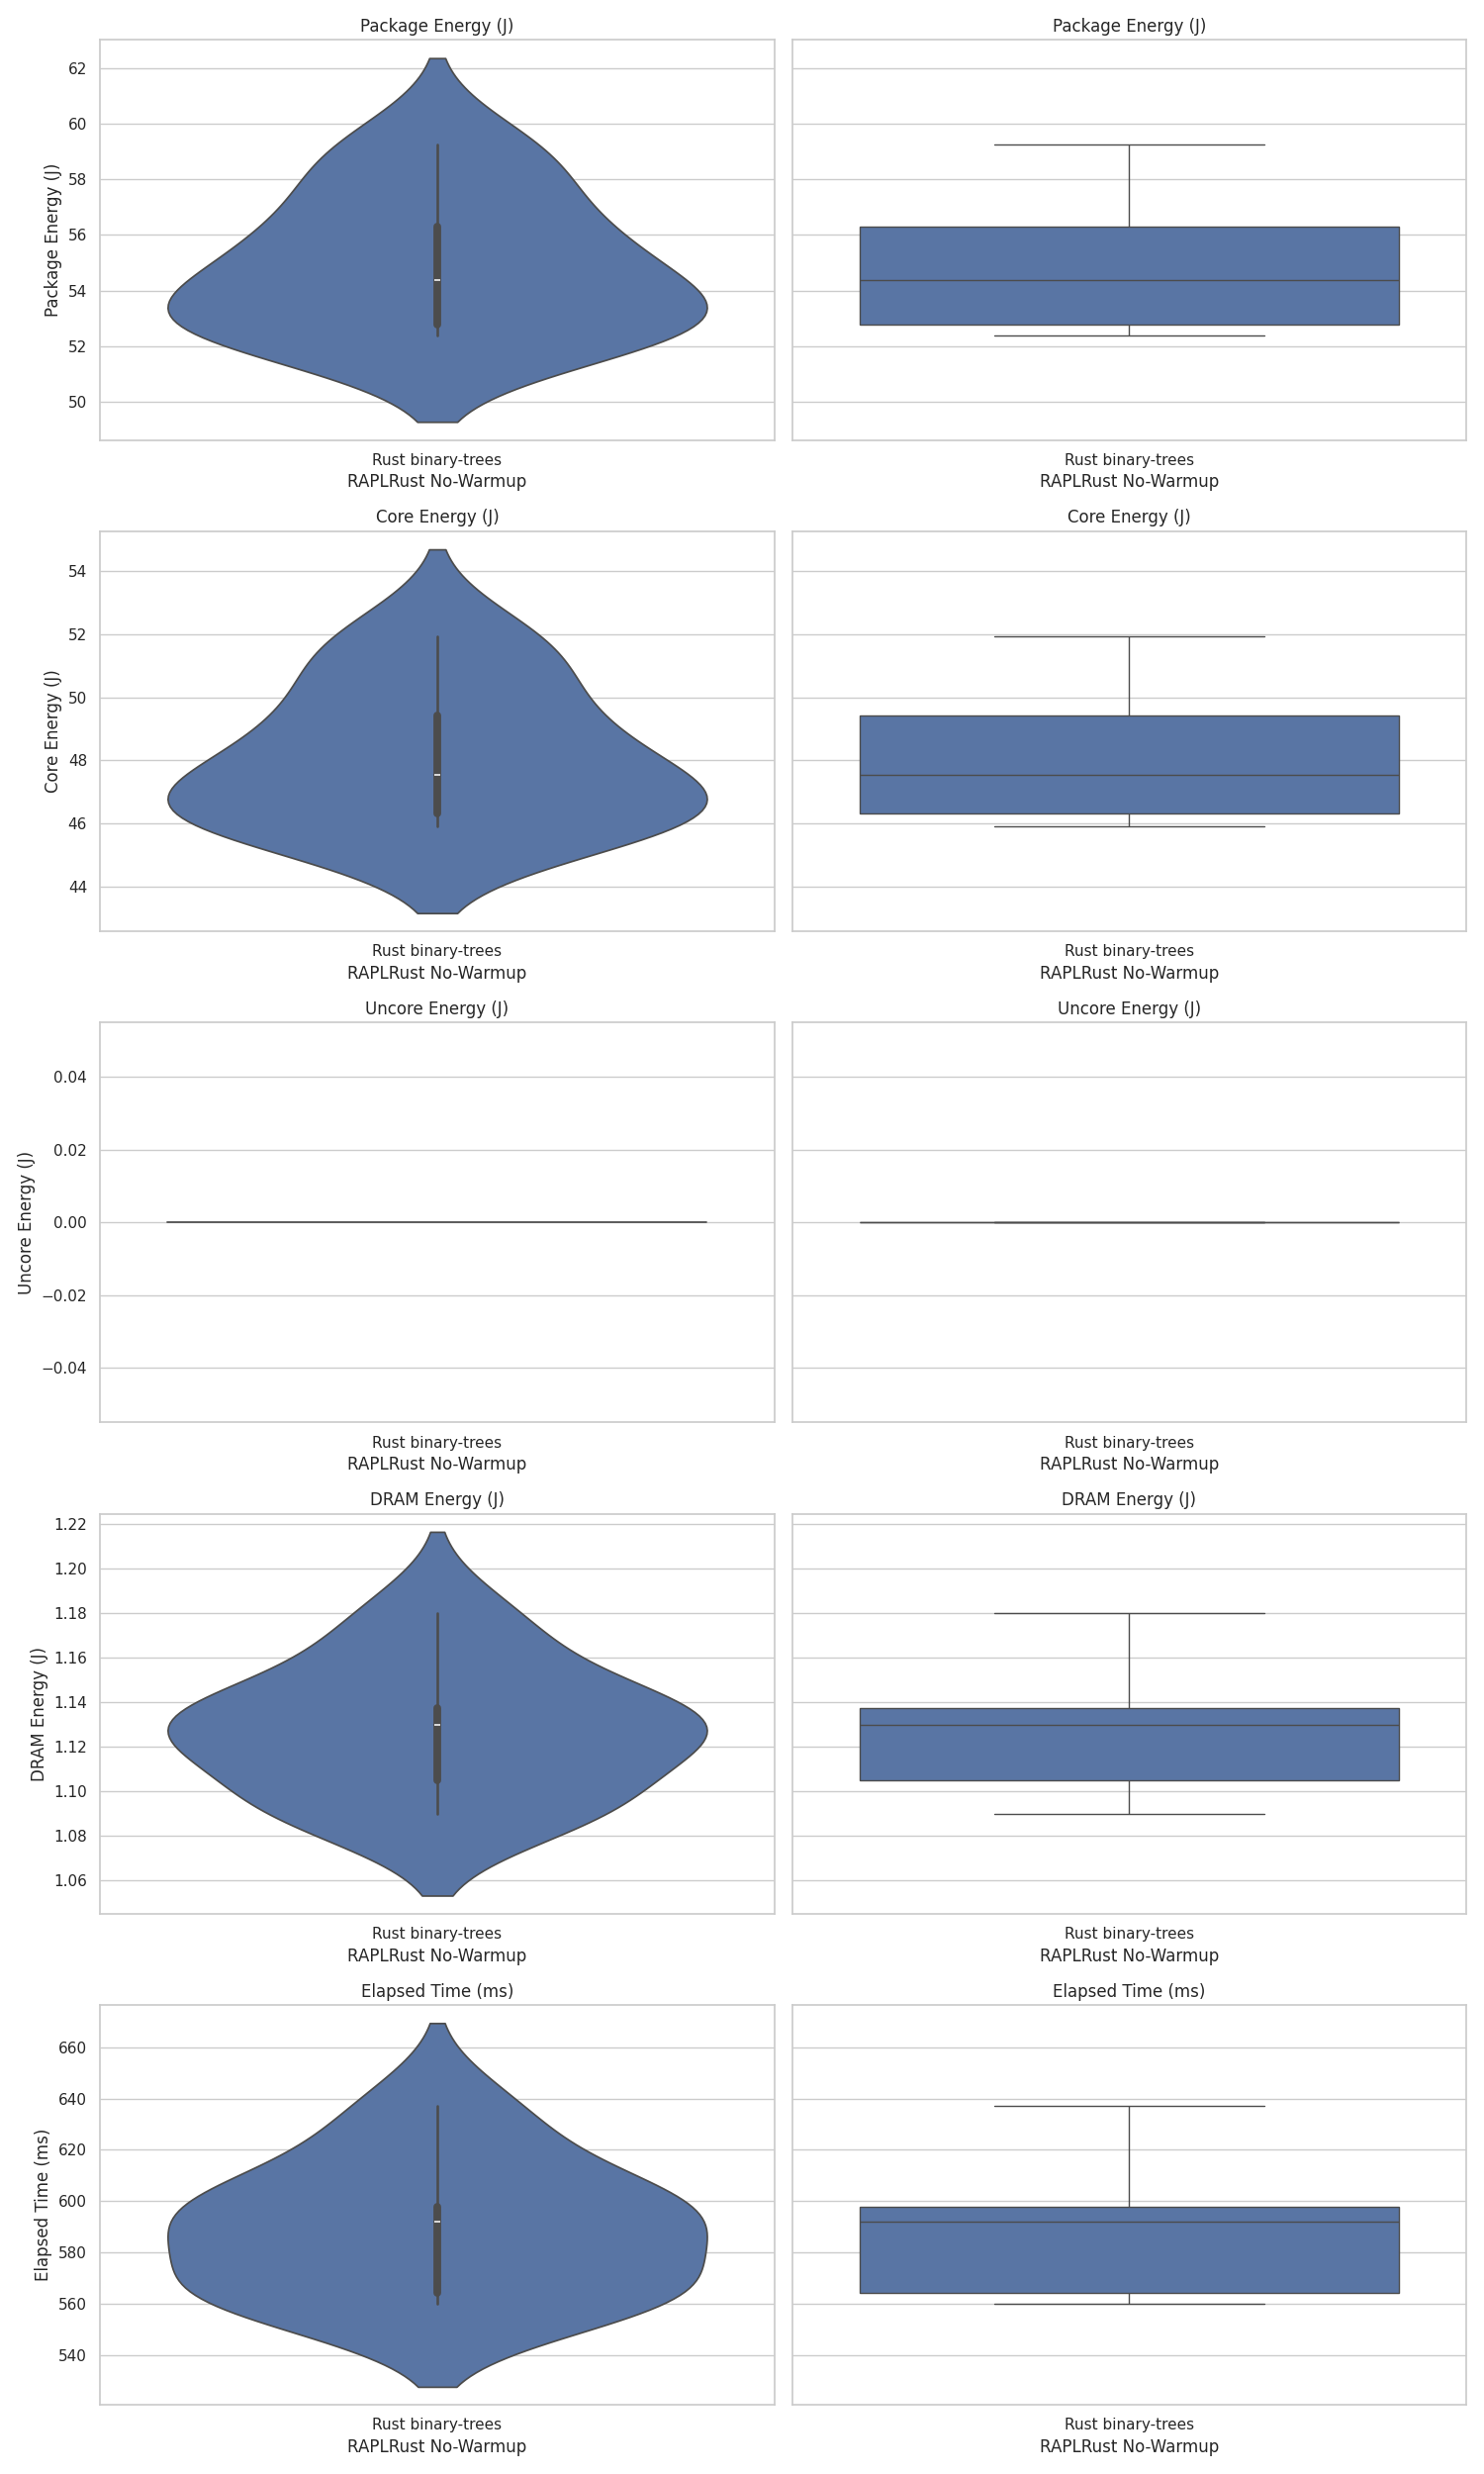 Package Energy (J)
Package Energy (J)
Package Energy (J)
62
60
58
56
54
52
50
Rust binary-trees
RAPLRust No-Warmup
Rust binary-trees
RAPLRust No-Warmup
Core Energy (J)
Core Energy (J)
Core Energy (J)
54
52
50
48
46
44
Rust binary-trees
RAPLRust No-Warmup
Rust binary-trees
RAPLRust No-Warmup
Uncore Energy (J)
Uncore Energy (J)
Uncore Energy (J)
0.04
0.02
0.00
−0.02
−0.04
Rust binary-trees
RAPLRust No-Warmup
Rust binary-trees
RAPLRust No-Warmup
DRAM Energy (J)
DRAM Energy (J)
DRAM Energy (J)
1.22
1.20
1.18
1.16
1.14
1.12
1.10
1.08
1.06
Rust binary-trees
RAPLRust No-Warmup
Rust binary-trees
RAPLRust No-Warmup
Elapsed Time (ms)
Elapsed Time (ms)
Elapsed Time (ms)
660
640
620
600
580
560
540
Rust binary-trees
RAPLRust No-Warmup
Rust binary-trees
RAPLRust No-Warmup